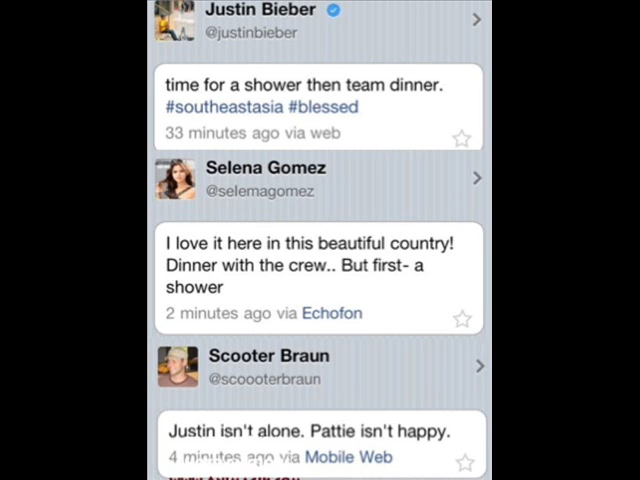 Justin Bieber
@justinbieber
time for a shower then team dinner.
#southeastasia #blessed
33 minutes ago via web
Selena Gomez
@selemagomez
I love it here in this beautiful country!
Dinner with the crew.. But first- a
shower
2 minutes ago via Echofon
Scooter Braun
@scoooterbraun
Justin isn't alone. Pattie isn't happy.
4 minutes ago via Mobile Web